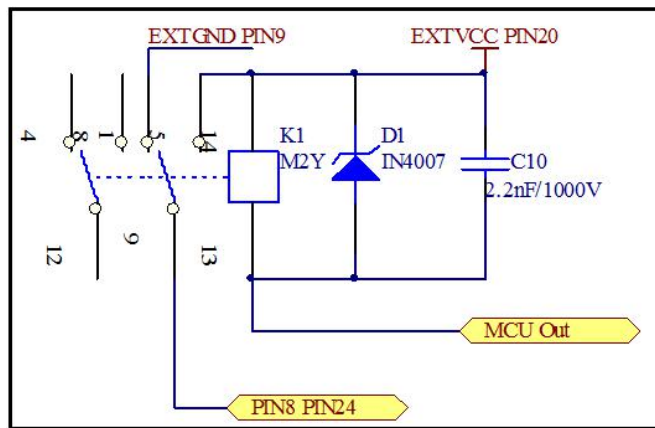 EXTGND PIN9
EXTVCC PIN20
4
8
1
5
14
K1
M2Y
D1
IN4007
C10
2.2nF/1000V
12
9
13
MCU Out
PIN8 PIN24